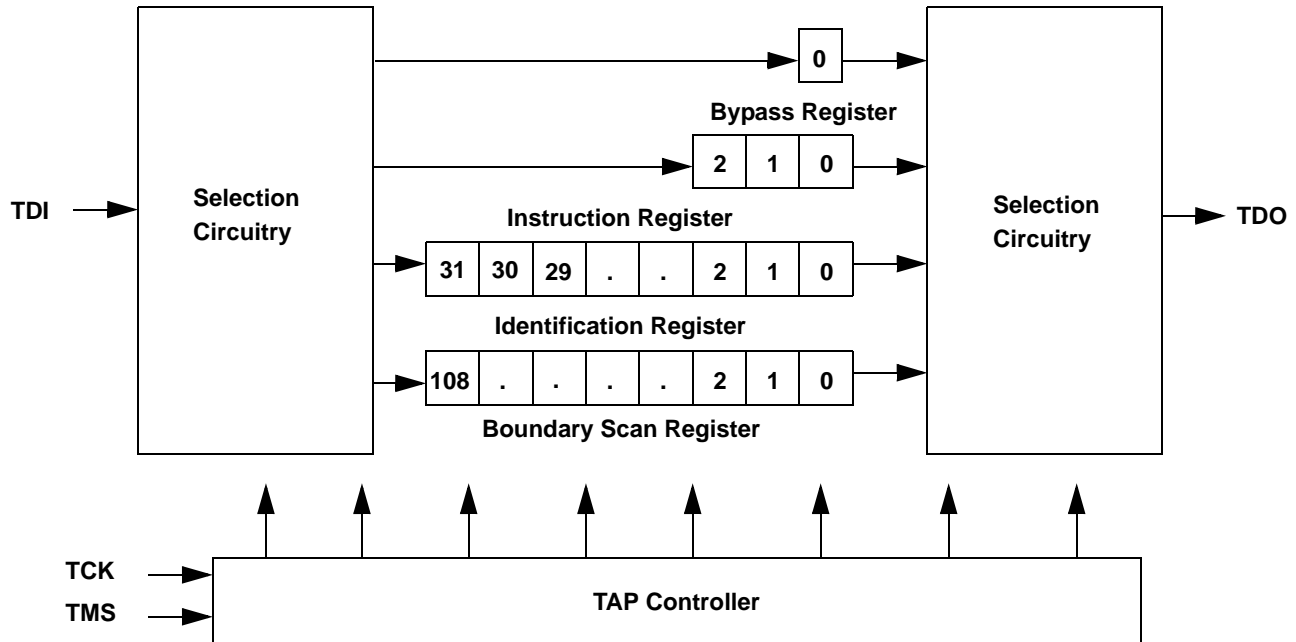 0
Bypass Register
2 1 0
TDI
Selection
Circuitry
Selection
Circuitry
TDO
Instruction Register
31 30 29 . . 2 1 0
Identification Register
108 . . . . 2 1 0
Boundary Scan Register
TCK
TMS
TAP Controller